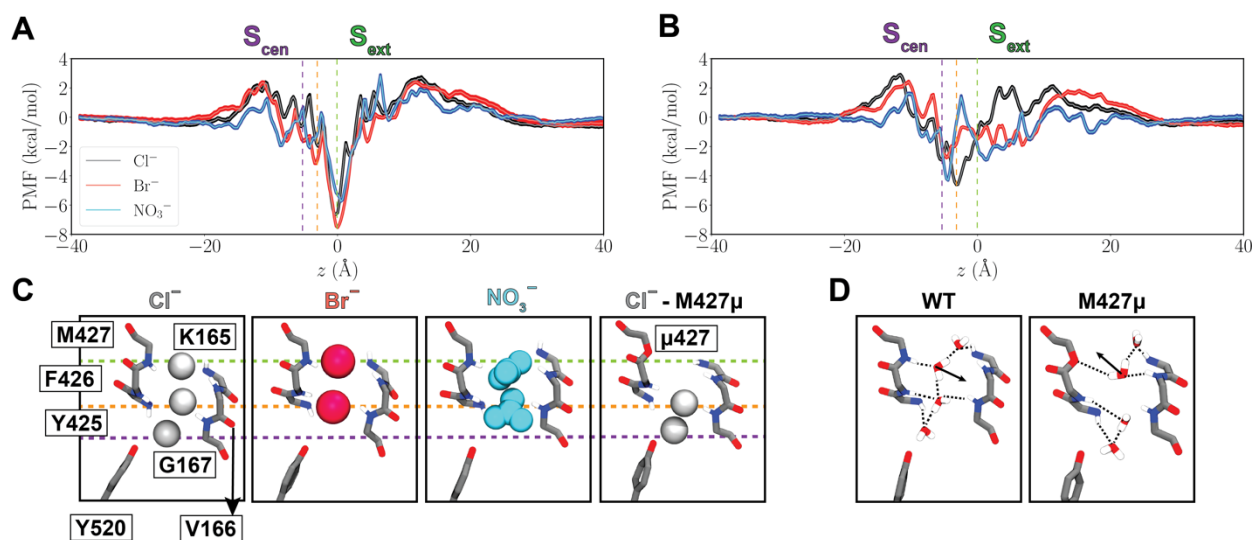 A
S_cen
S_ext
PMF (kcal/mol)
4
2
0
−2
−4
−6
−8
−40
−20
0
20
40
z (Å)
Cl⁻
Br⁻
NO₃⁻
B
S_cen
S_ext
PMF (kcal/mol)
4
2
0
−2
−4
−6
−8
−40
−20
0
20
40
z (Å)
C
Cl⁻
Br⁻
NO₃⁻
Cl⁻ - M427µ
M427
K165
F426
Y425
G167
Y520
V166
µ427
D
WT
M427µ